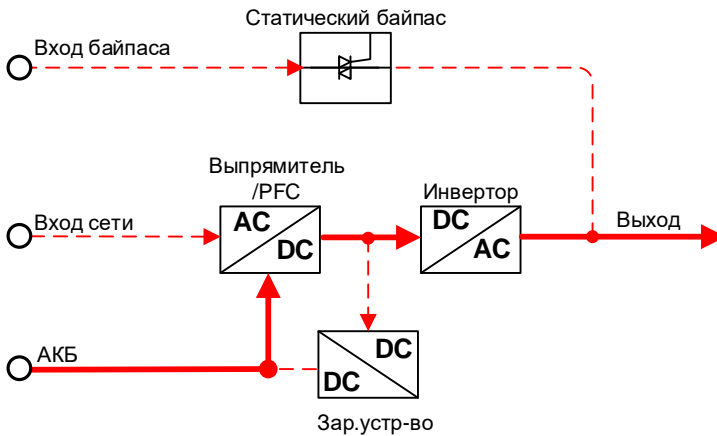 Статический байпас
Вход байпаса
Выпрямитель
/PFC
Инвертор
AC
DC
DC
AC
Вход сети
Выход
АКБ
DC
DC
Зар.устр-во